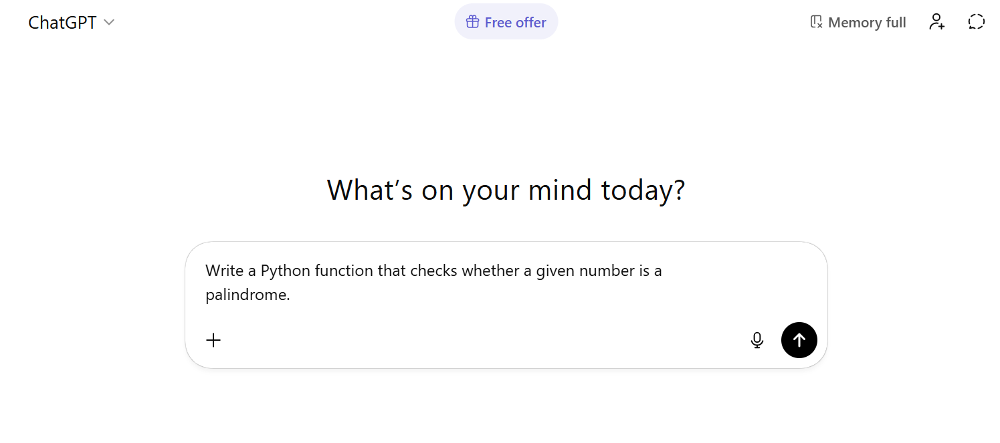 ChatGPT
Free offer
Memory full
What's on your mind today?
Write a Python function that checks whether a given number is a
palindrome.